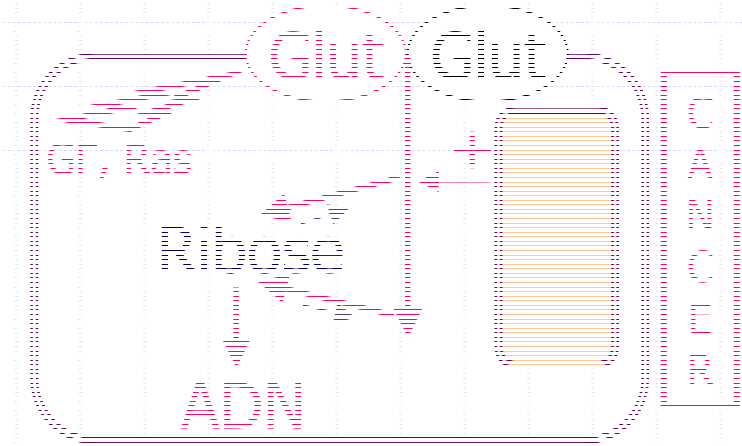 Glut Glut
GF, Ras
+
Ribose
ADN
CANCER